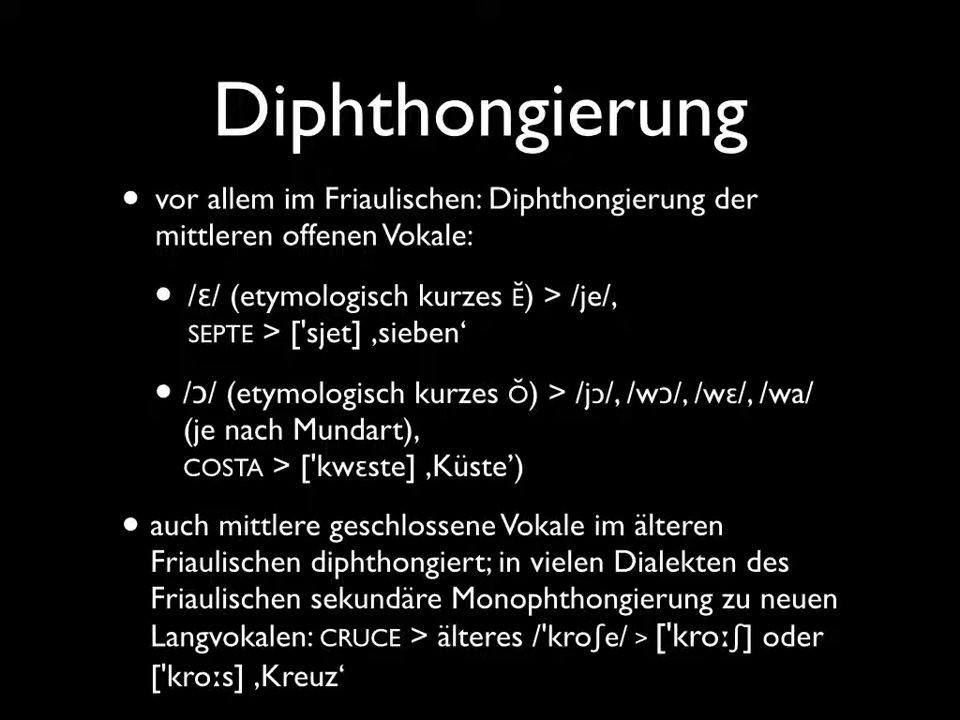 Diphthongierung
• vor allem im Friaulischen: Diphthongierung der
mittleren offenen Vokale:
• /ɛ/ (etymologisch kurzes Ĕ) > /je/,
SEPTE > ['sjet] ‚sieben‘
• /ɔ/ (etymologisch kurzes Ŏ) > /jɔ/, /wɔ/, /wɛ/, /wa/
(je nach Mundart),
COSTA > ['kwɛste] ‚Küste’)
• auch mittlere geschlossene Vokale im älteren
Friaulischen diphthongiert; in vielen Dialekten des
Friaulischen sekundäre Monophthongierung zu neuen
Langvokalen: CRUCE > älteres /'kroʃe/ > ['kroːʃ] oder
['kroːs] ‚Kreuz‘